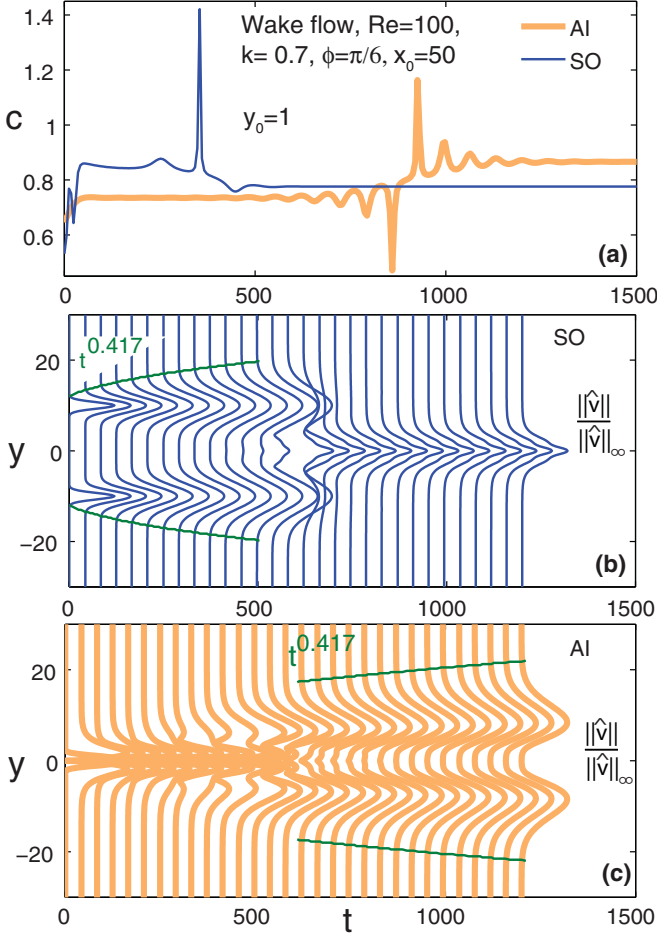 1.4
1.2
1
0.8
0.6
c
Wake flow, Re=100,
k= 0.7, ϕ=π/6, x₀=50
y₀=1
AI
SO
(a)
0 500 1000 1500
20
0
−20
y
t^0.417
SO
||v̂||
||v̂||∞
(b)
0 500 1000 1500
20
0
−20
y
t^0.417
AI
||v̂||
||v̂||∞
(c)
0 500 1000 1500
t